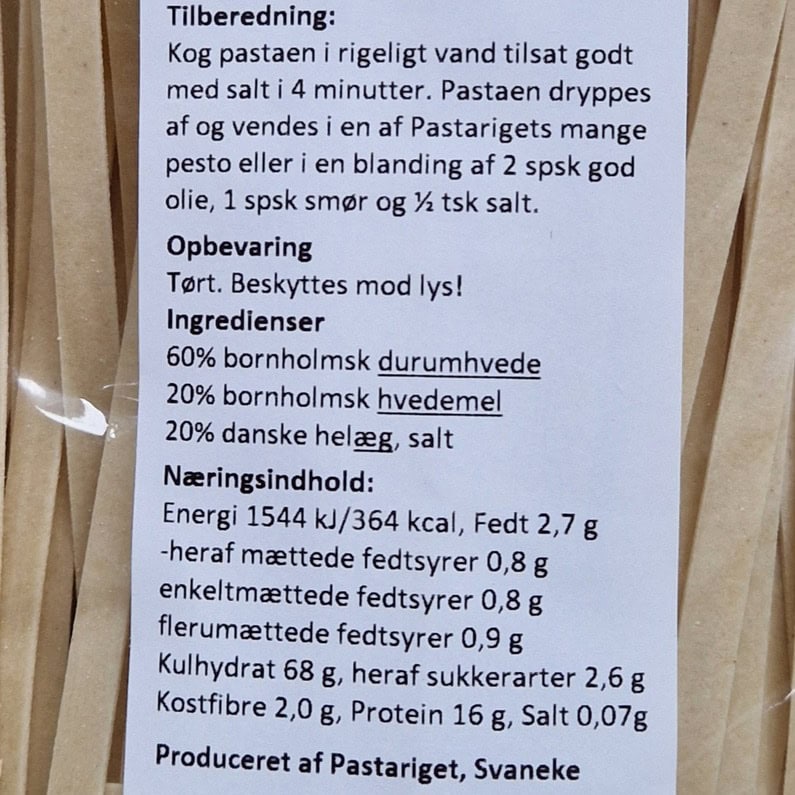 Tilberedning:
Kog pastaen i rigeligt vand tilsat godt
med salt i 4 minutter. Pastaen dryppes
af og vendes i en af Pastarigets mange
pesto eller i en blanding af 2 spsk god
olie, 1 spsk smør og ½ tsk salt.
Opbevaring
Tørt. Beskyttes mod lys!
Ingredienser
60% bornholmsk durumhvede
20% bornholmsk hvedemel
20% danske helæg, salt
Næringsindhold:
Energi 1544 kJ/364 kcal, Fedt 2,7 g
-heraf mættede fedtsyrer 0,8 g
enkeltmættede fedtsyrer 0,8 g
flerumættede fedtsyrer 0,9 g
Kulhydrat 68 g, heraf sukkerarter 2,6 g
Kostfibre 2,0 g, Protein 16 g, Salt 0,07g
Produceret af Pastariget, Svaneke